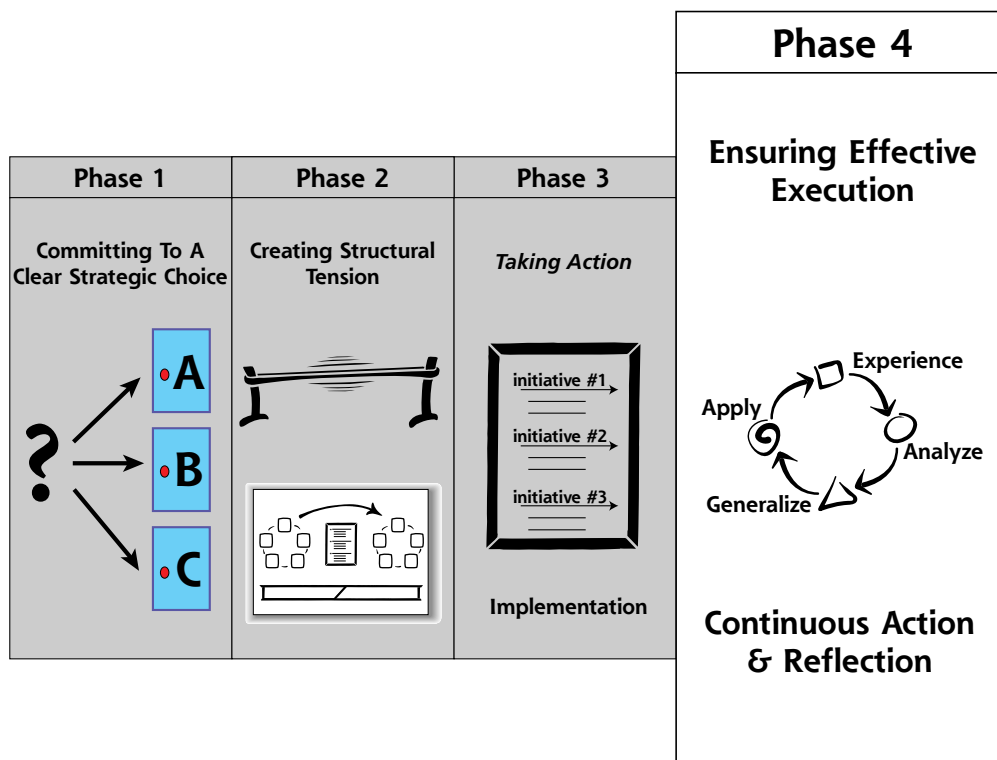 Phase 1
Committing To A
Clear Strategic Choice
?
A
B
C
Phase 2
Creating Structural
Tension
Phase 3
Taking Action
initiative #1
initiative #2
initiative #3
Implementation
Phase 4
Ensuring Effective
Execution
Experience
Apply
Analyze
Generalize
Continuous Action
& Reflection